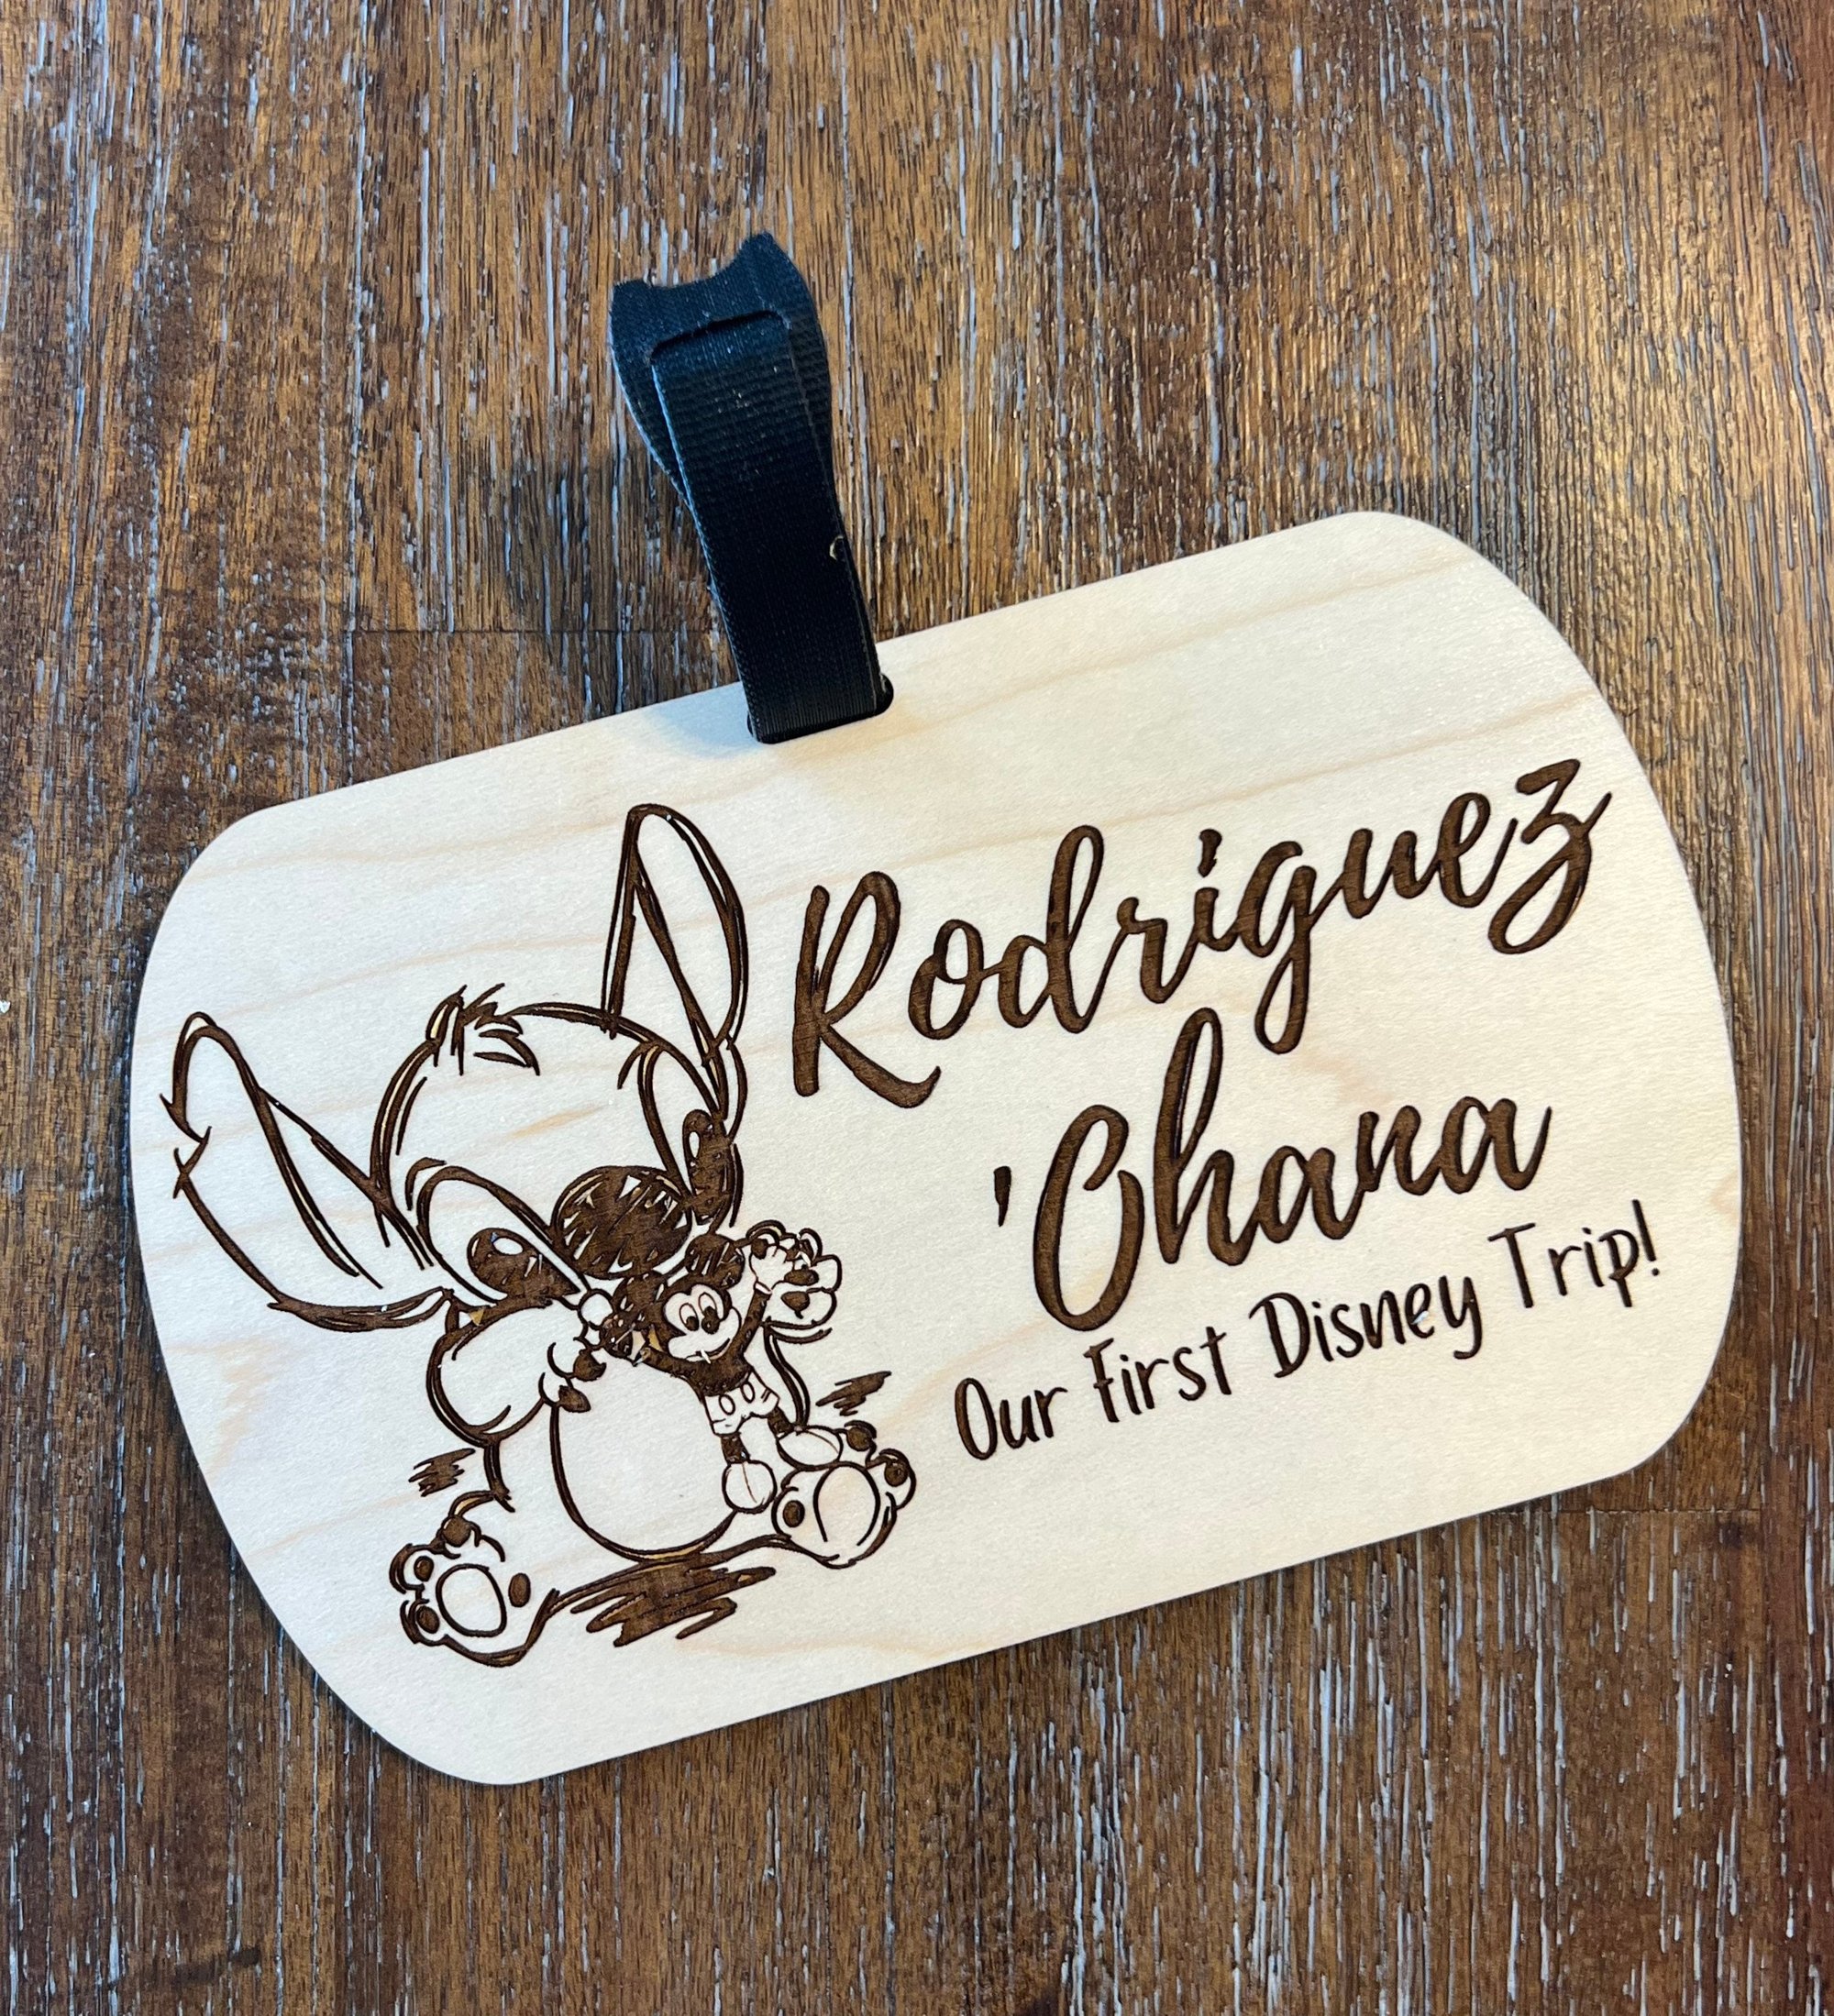 Rodriguez
'Ohana
Our First Disney Trip!